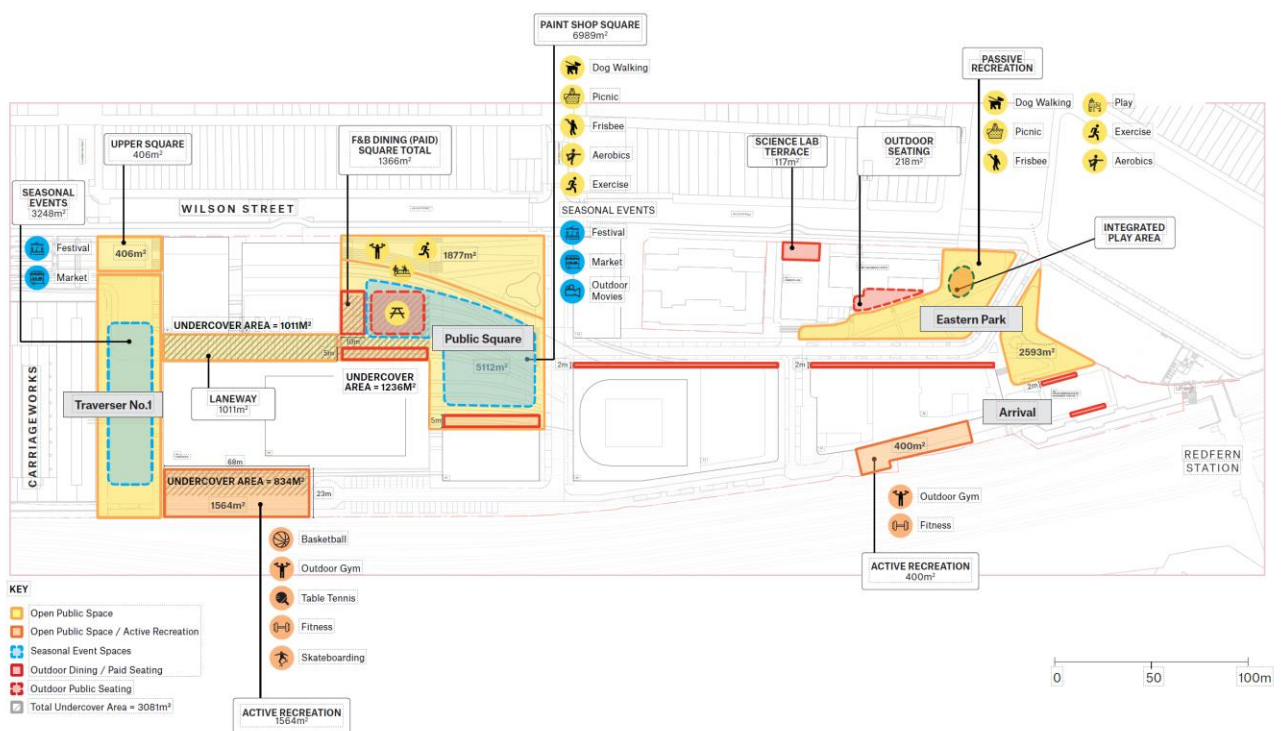 PAINT SHOP SQUARE
6989m²
Dog Walking
Picnic
Frisbee
Aerobics
Exercise
SEASONAL EVENTS
Festival
Market
Outdoor
Movies
PASSIVE
RECREATION
Dog Walking
Picnic
Frisbee
Play
Exercise
Aerobics
UPPER SQUARE
406m²
F&B DINING (PAID)
SQUARE TOTAL
1366m²
SCIENCE LAB
TERRACE
117m²
OUTDOOR
SEATING
218m²
SEASONAL
EVENTS
3248m²
Festival
Market
WILSON STREET
INTEGRATED
PLAY AREA
406m²
1877m²
UNDERCOVER AREA = 1011M²
10m
5m
Public Square
5112m²
2m
2m
Eastern Park
2593m²
2m
UNDERCOVER
AREA = 1236M²
LANEWAY
1011m²
5m
Traverser No.1
CARRIAGEWORKS
Arrival
400m²
REDFERN
STATION
68m
UNDERCOVER AREA = 834M²
23m
1564m²
Outdoor Gym
Fitness
ACTIVE RECREATION
400m²
Basketball
Outdoor Gym
Table Tennis
Fitness
Skateboarding
ACTIVE RECREATION
1564m²
KEY
Open Public Space
Open Public Space / Active Recreation
Seasonal Event Spaces
Outdoor Dining / Paid Seating
Outdoor Public Seating
Total Undercover Area = 3081m²
0 50 100m